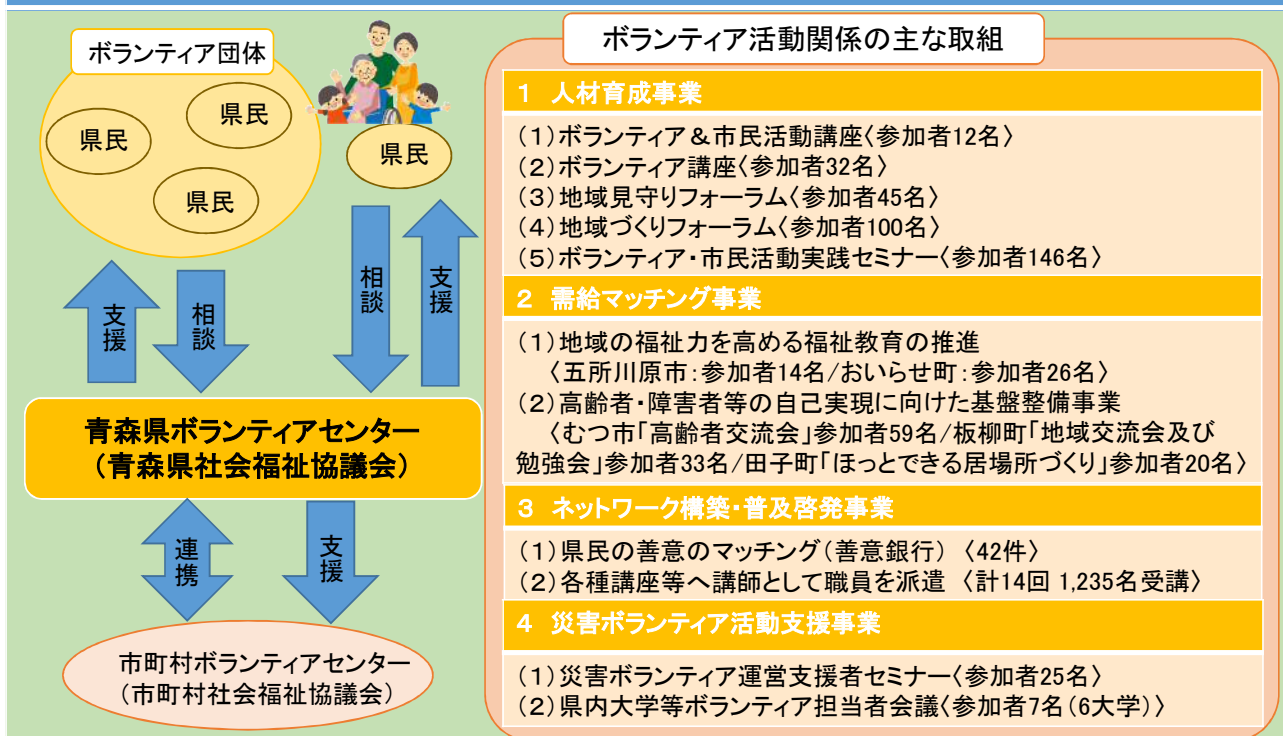 ボランティア団体
県民
県民
県民
県民
支援
相談
相談
支援
青森県ボランティアセンター
(青森県社会福祉協議会)
連携
支援
市町村ボランティアセンター
(市町村社会福祉協議会)
ボランティア活動関係の主な取組
1 人材育成事業
(1)ボランティア&市民活動講座〈参加者12名〉
(2)ボランティア講座〈参加者32名〉
(3)地域見守りフォーラム〈参加者45名〉
(4)地域づくりフォーラム〈参加者100名〉
(5)ボランティア・市民活動実践セミナー〈参加者146名〉
2 需給マッチング事業
(1)地域の福祉力を高める福祉教育の推進
〈五所川原市:参加者14名/おいらせ町:参加者26名〉
(2)高齢者・障害者等の自己実現に向けた基盤整備事業
〈むつ市「高齢者交流会」参加者59名/板柳町「地域交流会及び
勉強会」参加者33名/田子町「ほっとできる居場所づくり」参加者20名〉
3 ネットワーク構築・普及啓発事業
(1)県民の善意のマッチング(善意銀行) 〈42件〉
(2)各種講座等へ講師として職員を派遣 〈計14回 1,235名受講〉
4 災害ボランティア活動支援事業
(1)災害ボランティア運営支援者セミナー〈参加者25名〉
(2)県内大学等ボランティア担当者会議〈参加者7名(6大学)〉